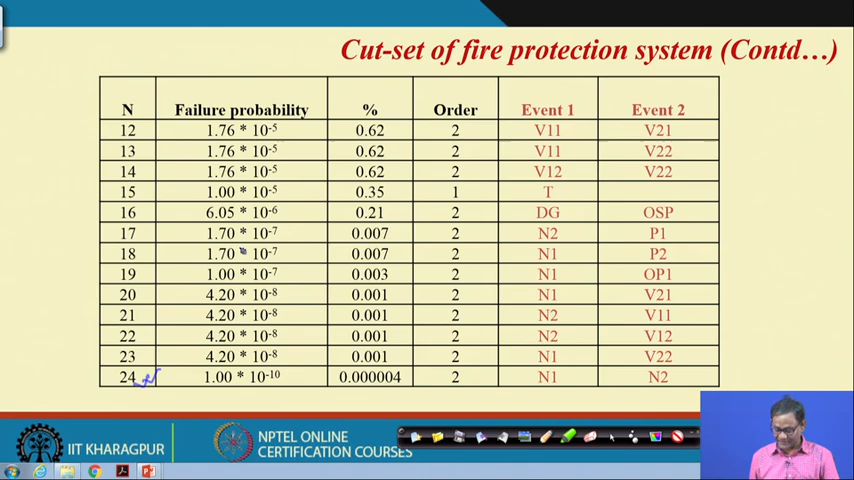 Cut-set of fire protection system (Contd…)
N Failure probability % Order Event 1 Event 2
12 1.76 * 10-5 0.62 2 V11 V21
13 1.76 * 10-5 0.62 2 V11 V22
14 1.76 * 10-5 0.62 2 V12 V22
15 1.00 * 10-5 0.35 1 T
16 6.05 * 10-6 0.21 2 DG OSP
17 1.70 * 10-7 0.007 2 N2 P1
18 1.70 * 10-7 0.007 2 N1 P2
19 1.00 * 10-7 0.003 2 N1 OP1
20 4.20 * 10-8 0.001 2 N1 V21
21 4.20 * 10-8 0.001 2 N2 V11
22 4.20 * 10-8 0.001 2 N2 V12
23 4.20 * 10-8 0.001 2 N1 V22
24 1.00 * 10-10 0.000004 2 N1 N2
IIT KHARAGPUR
NPTEL ONLINE
CERTIFICATION COURSES